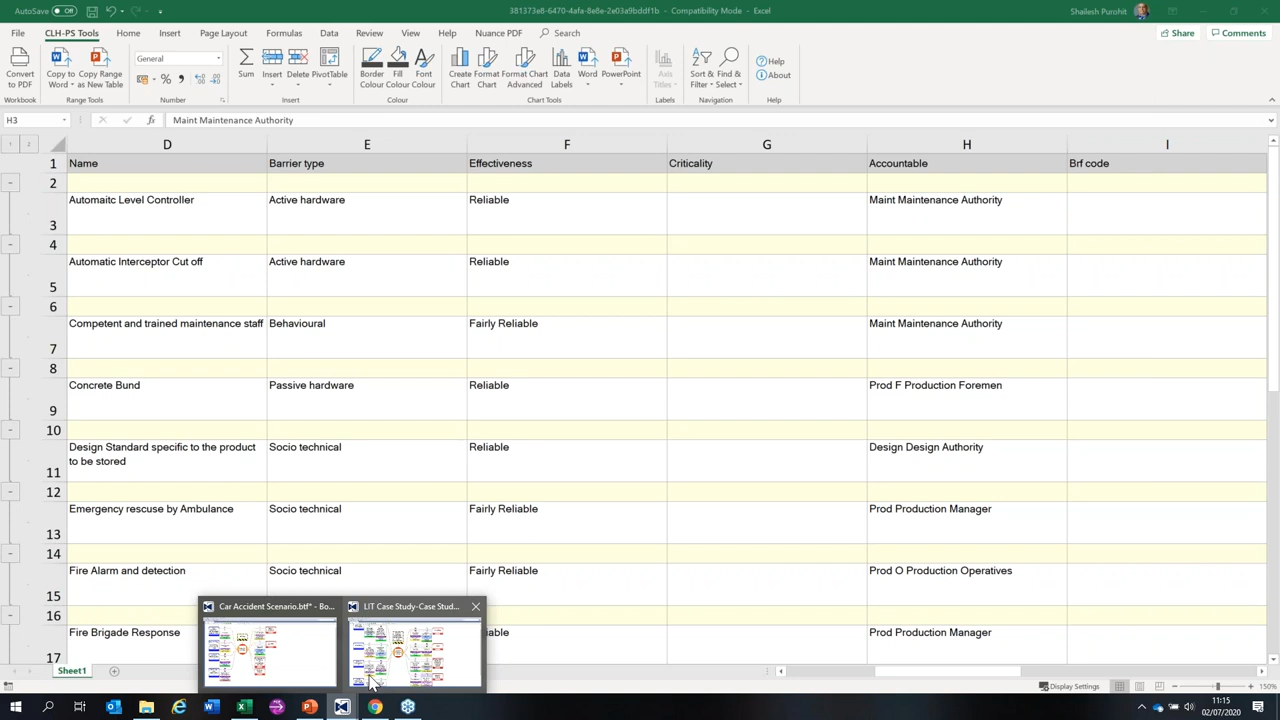 AutoSave Off
381373e8-6470-4afa-8e8e-2e03a9bddf1b - Compatibility Mode - Excel
Shailesh Purohit
File CLH-PS Tools Home Insert Page Layout Formulas Data Review View Help Nuance PDF Search
Share Comments
General
Convert to PDF
Copy to Word
Copy Range as New Table
Sum
Insert
Delete
PivotTable
Border Colour
Fill Colour
Font Colour
Create Chart
Format Chart
Format Chart Advanced
Data Labels
Word
PowerPoint
Axis Titles
Sort & Filter
Find & Select
Help
About
Workbook Range Tools Number Insert Colour Chart Tools Labels Navigation Help
H3 fx Maint Maintenance Authority
1 2 D E F G H I
1 Name Barrier type Effectiveness Criticality Accountable Brf code
2
3 Automaitc Level Controller Active hardware Reliable Maint Maintenance Authority
4
5 Automatic Interceptor Cut off Active hardware Reliable Maint Maintenance Authority
6
7 Competent and trained maintenance staff Behavioural Fairly Reliable Maint Maintenance Authority
8
9 Concrete Bund Passive hardware Reliable Prod F Production Foremen
10
11 Design Standard specific to the product to be stored Socio technical Reliable Design Design Authority
12
13 Emergency rescuse by Ambulance Socio technical Fairly Reliable Prod Production Manager
14
15 Fire Alarm and detection Socio technical Fairly Reliable Prod O Production Operatives
16
Car Accident Scenario.btf* - Bo...
LIT Case Study-Case Stud...
17 Fire Brigade Response Prod Production Manager
Sheet1
Display Settings
150%
11:15
02/07/2020